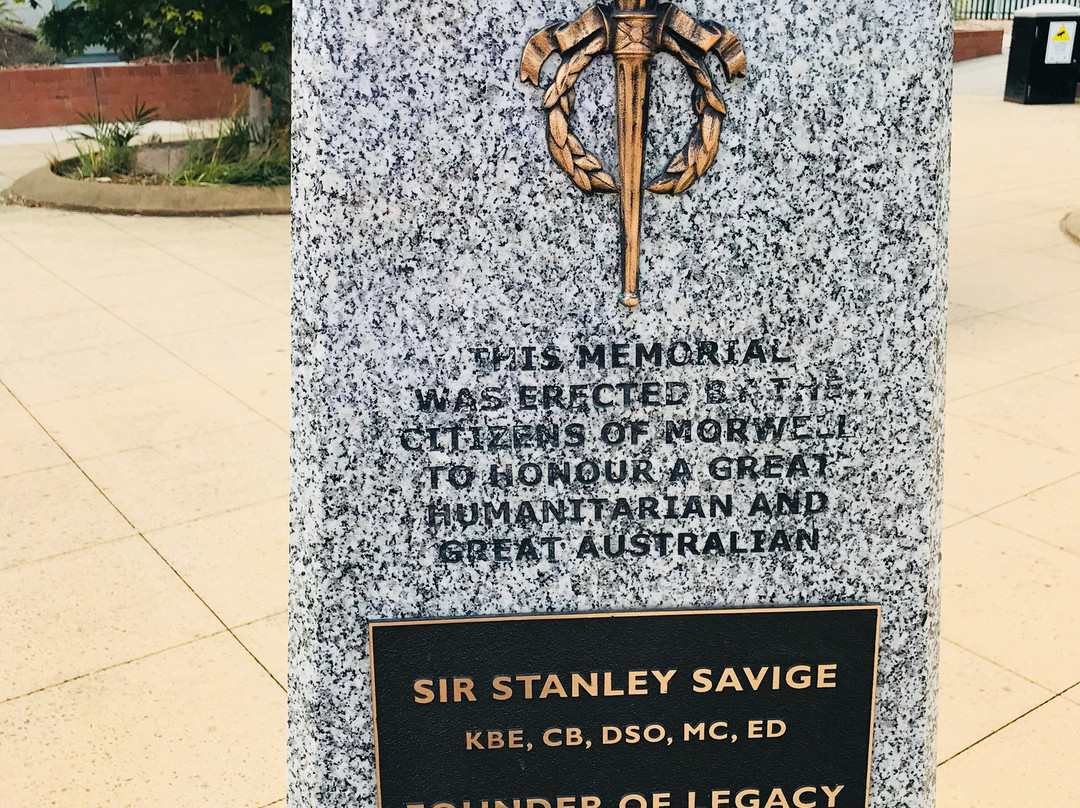 THIS MEMORIAL
WAS ERECTED BY THE
CITIZENS OF MORWELL
TO HONOUR A GREAT
HUMANITARIAN AND
GREAT AUSTRALIAN
SIR STANLEY SAVIGE
KBE, CB, DSO, MC, ED
FOUNDER OF LEGACY